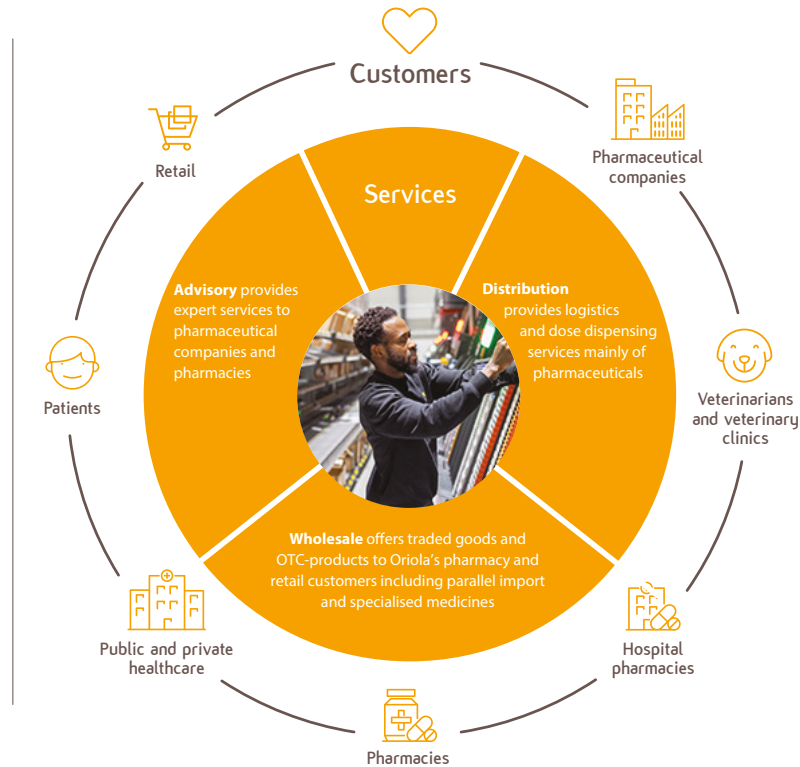 Customers
Pharmaceutical
companies
Veterinarians
and veterinary
clinics
Hospital
pharmacies
Pharmacies
Public and private
healthcare
Patients
Retail
Services
Advisory provides
expert services to
pharmaceutical
companies and
pharmacies
Distribution
provides logistics
and dose dispensing
services mainly of
pharmaceuticals
Wholesale offers traded goods and
OTC-products to Oriola’s pharmacy and
retail customers including parallel import
and specialised medicines